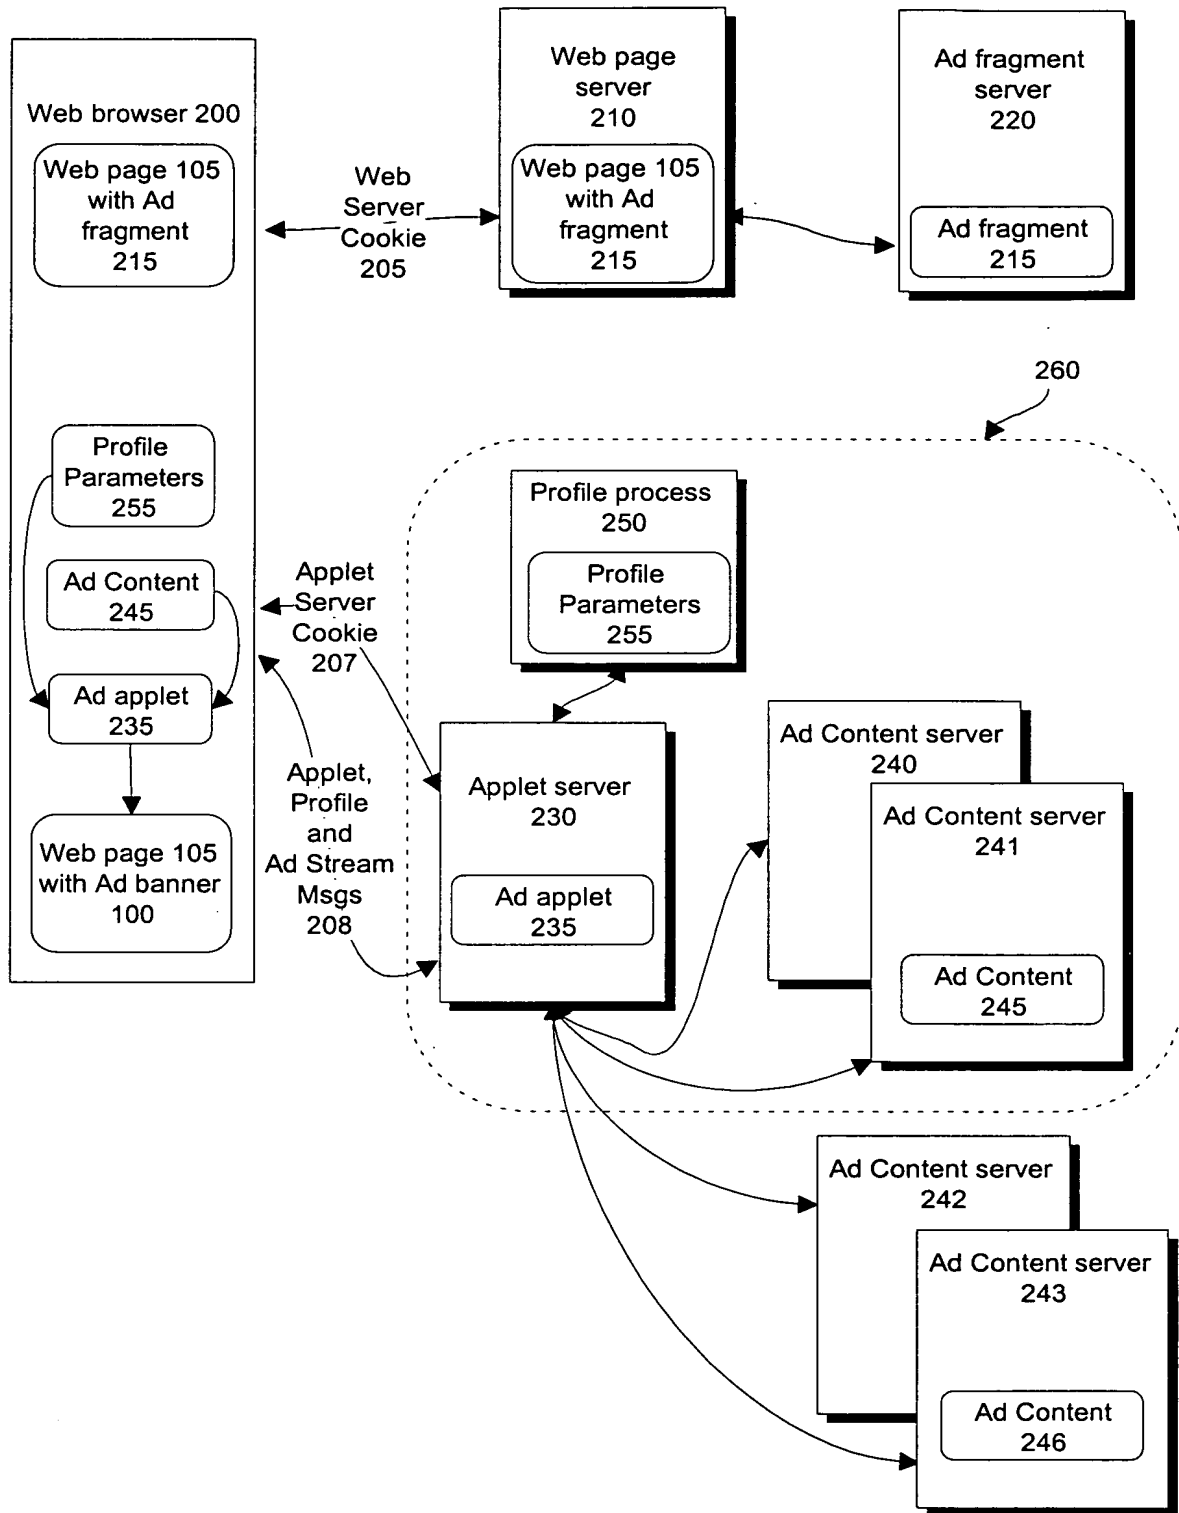 Web browser 200
Web page 105
with Ad
fragment
215
Profile
Parameters
255
Ad Content
245
Ad applet
235
Web page 105
with Ad banner
100
Web
Server
Cookie
205
Applet
Server
Cookie
207
Applet,
Profile
and
Ad Stream
Msgs
208
Web page
server
210
Web page 105
with Ad
fragment
215
Ad fragment
server
220
Ad fragment
215
260
Profile process
250
Profile
Parameters
255
Applet server
230
Ad applet
235
Ad Content server
240
Ad Content server
241
Ad Content
245
Ad Content server
242
Ad Content server
243
Ad Content
246